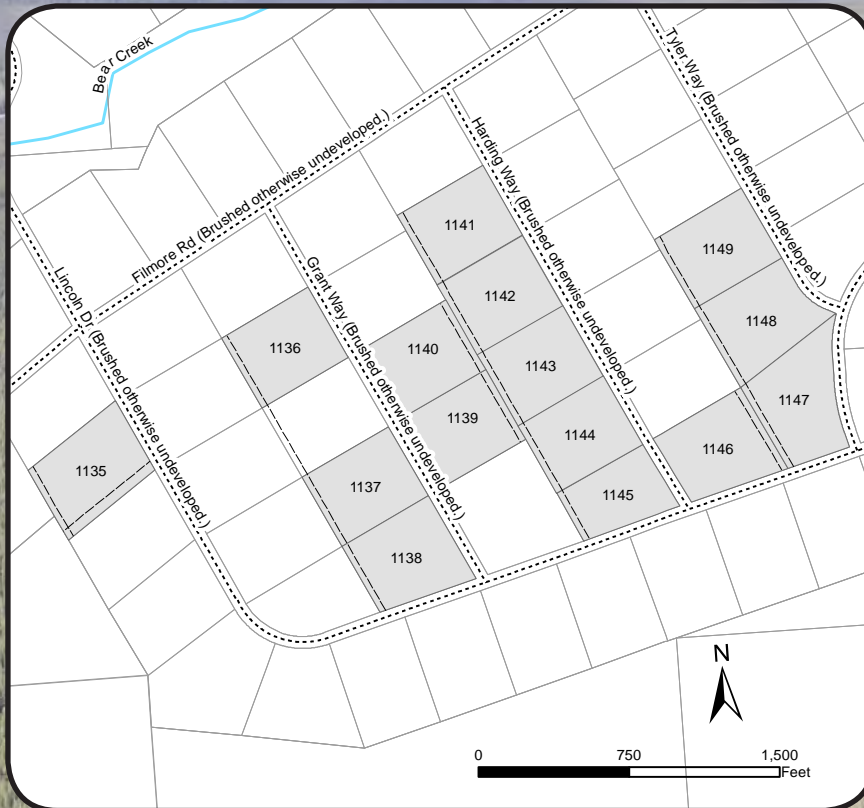 Bear Creek
Filmore Rd (Brushed otherwise undeveloped.)
Lincoln Dr (Brushed otherwise undeveloped.)
Grant Way (Brushed otherwise undeveloped.)
Harding Way (Brushed otherwise undeveloped.)
Tyler Way (Brushed otherwise undeveloped.)
1141
1149
1142
1148
1136
1140
1143
1147
1139
1144
1146
1135
1137
1145
1138
N
0 750 1,500
Feet